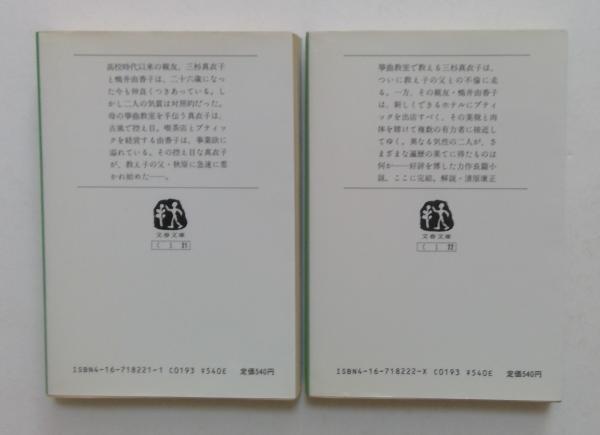 高校時代以来の親友、三杉真衣子
と鴨井由香子は、二十六歳になっ
た今も仲良くつきあっている。し
かし二人の気質は対照的だった。
母の箏曲教室を手伝う真衣子は、
古風で控え目。喫茶店とブティッ
クを経営する由香子は、事業欲に
溢れている。その控え目な真衣子
が、教え子の父・秋原に急速に惹
かれ始めた――。
文春文庫
く 1 21
ISBN4-16-718221-1 C0193 ¥540E 定価540円
箏曲教室で教える三杉真衣子は、
ついに教え子の父との不倫に走
る。一方、その親友・鴨井由香子
は、新しくできるホテルにブティ
ックを出店すべく、その美貌と肉
体を賭けて複数の有力者に接近し
てゆく。異なる気性の二人が、さ
まざまな遍歴の果てに得たものは
何か――好評を博した力作長篇小
説、ここに完結。解説・清原康正
文春文庫
く 1 22
ISBN4-16-718222-X C0193 ¥540E 定価540円